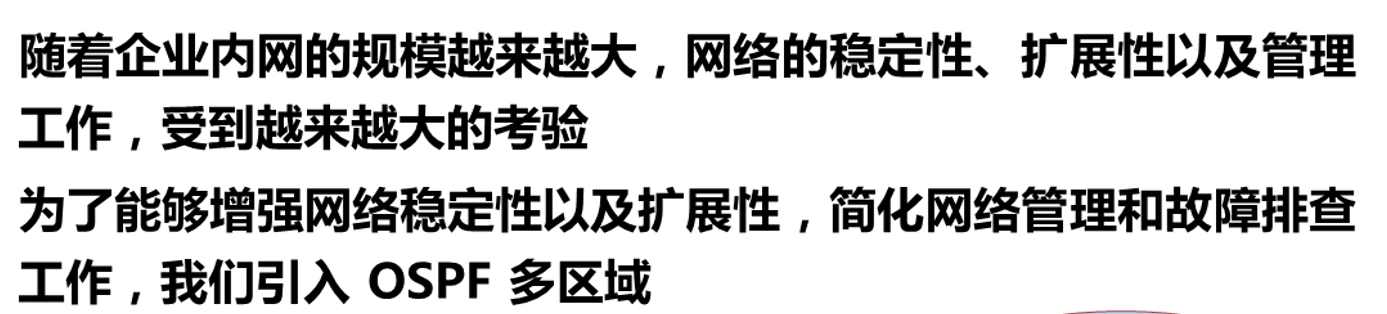 随着企业内网的规模越来越大，网络的稳定性、扩展性以及管理
工作，受到越来越大的考验
为了能够增强网络稳定性以及扩展性，简化网络管理和故障排查
工作，我们引入 OSPF 多区域